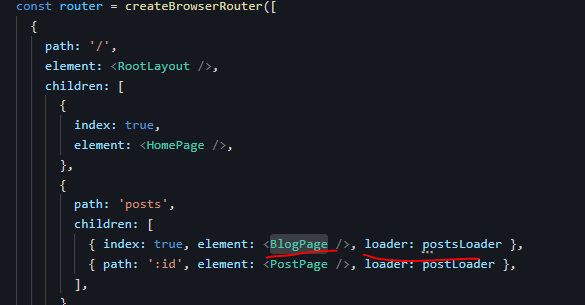 const router = createBrowserRouter([
{
path: '/',
element: <RootLayout />,
children: [
{
index: true,
element: <HomePage />,
},
{
path: 'posts',
children: [
{ index: true, element: <BlogPage />, loader: postsLoader },
{ path: ':id', element: <PostPage />, loader: postLoader },
],
}